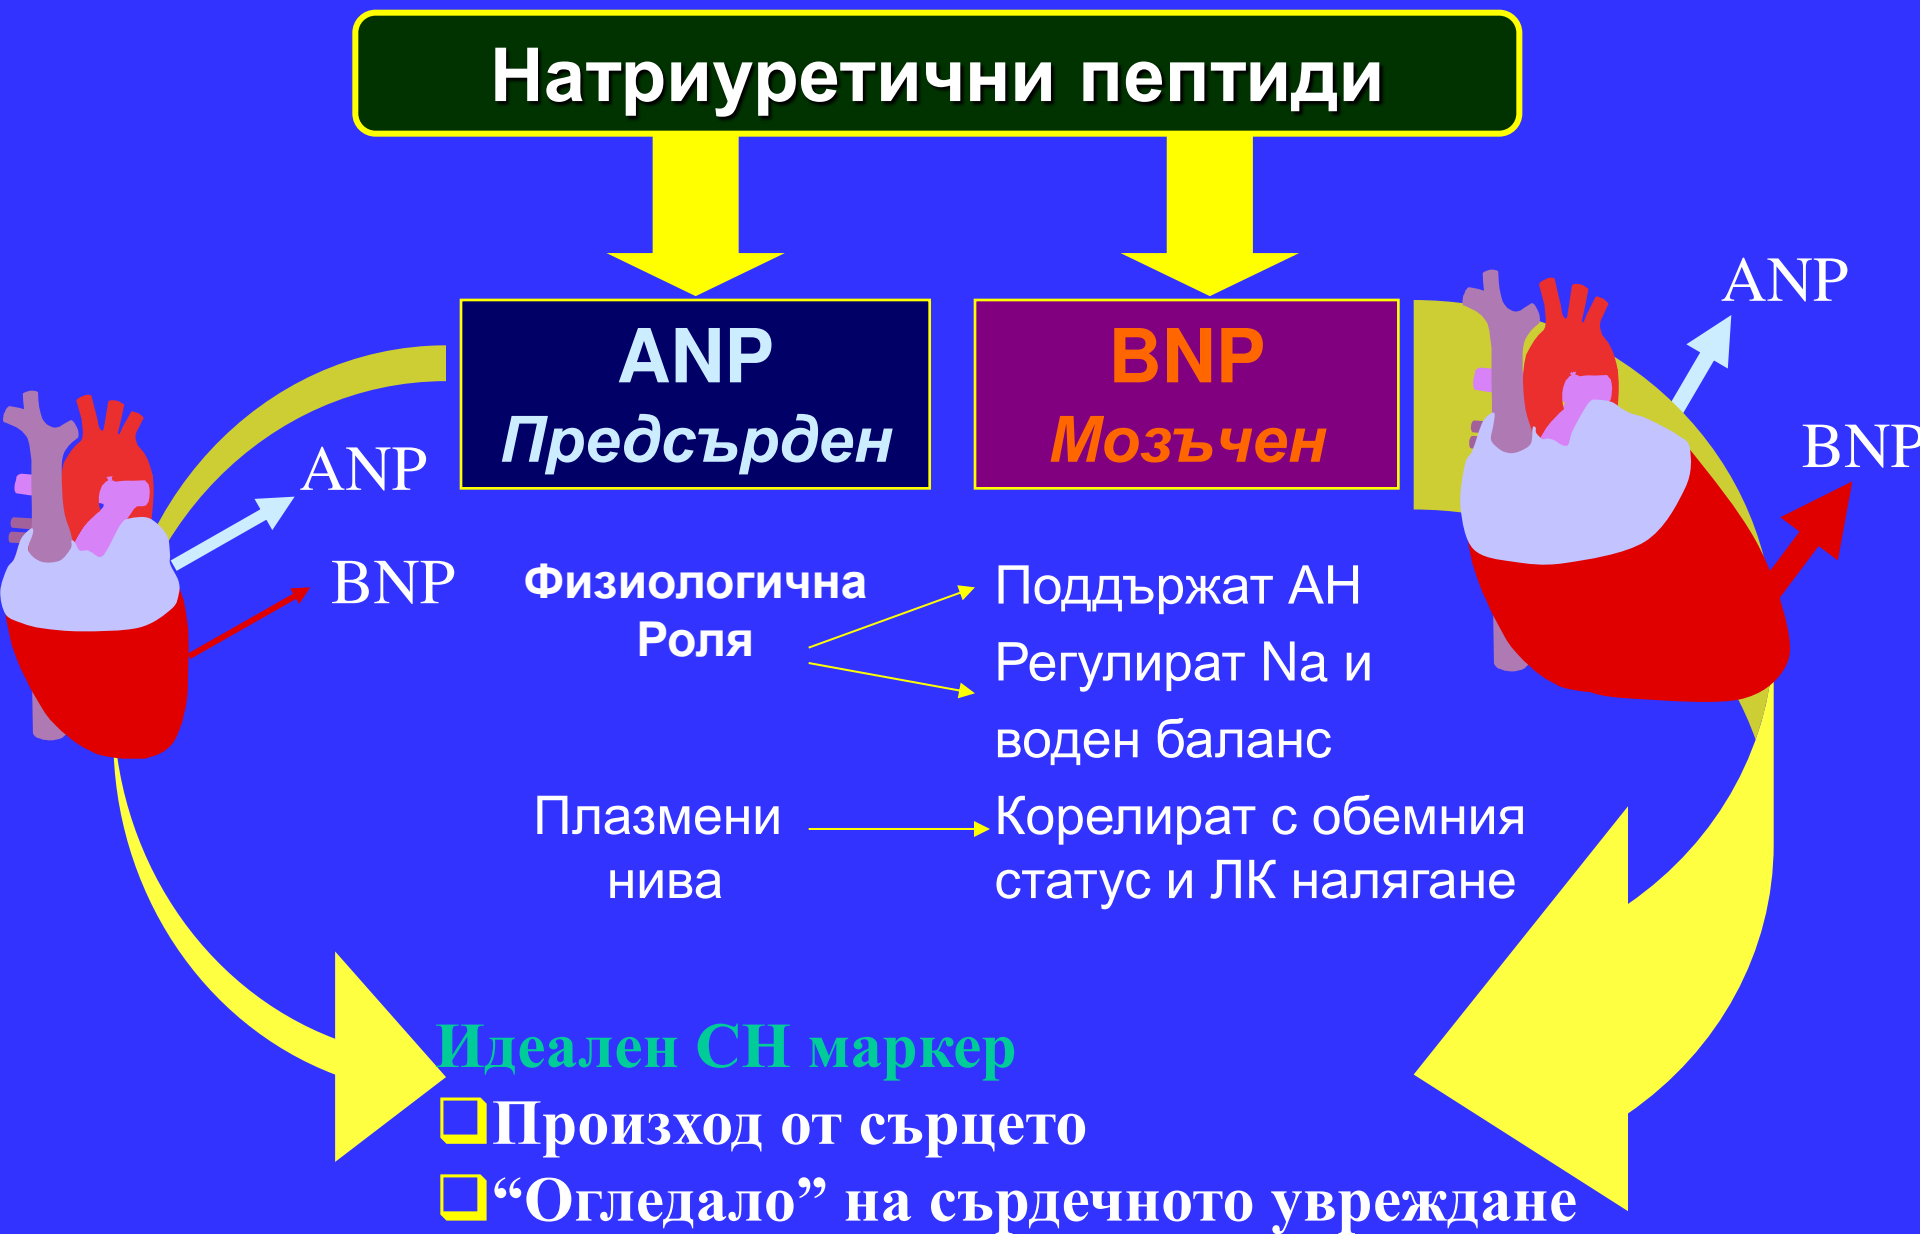 Натриуретични пептиди
ANP
Предсърден
BNP
Мозъчен
ANP
BNP
ANP
BNP
Физиологична
Роля
Поддържат АН
Регулират Na и
воден баланс
Плазмени
нива
Корелират с обемния
статус и ЛК налягане
Идеален СН маркер
Произход от сърцето
“Огледало” на сърдечното увреждане